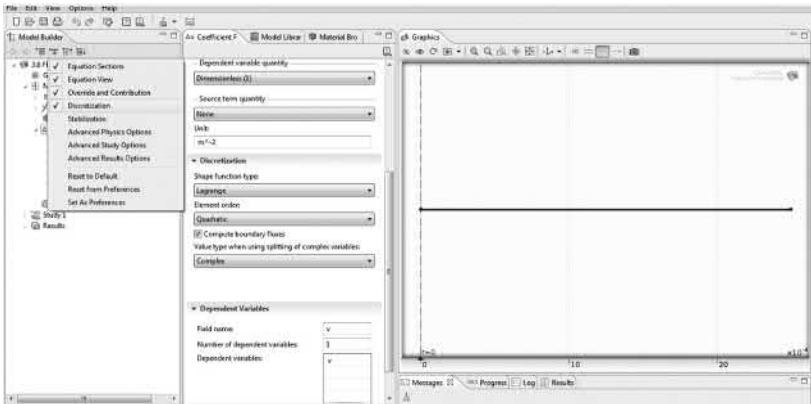 File Edit View Options Help
Model Builder
Equation Sections
Equation View
Override and Contribution
Discretization
Stabilization
Advanced Physics Options
Advanced Study Options
Advanced Results Options
Reset to Default
Reset from Preferences
Set As Preferences
Study 1
Results
Coefficient F
Model Librar
Material Bro
Dependent variable quantity
Dimensionless (1)
Source term quantity
None
Unit:
m^-2
Discretization
Shape function type:
Lagrange
Element order:
Quadratic
Compute boundary fluxes
Value type when using splitting of complex variables:
Complex
Dependent Variables
Field name: v
Number of dependent variables: 1
Dependent variables: v
Graphics
r=0
0 10 20
Messages Progress Log Results